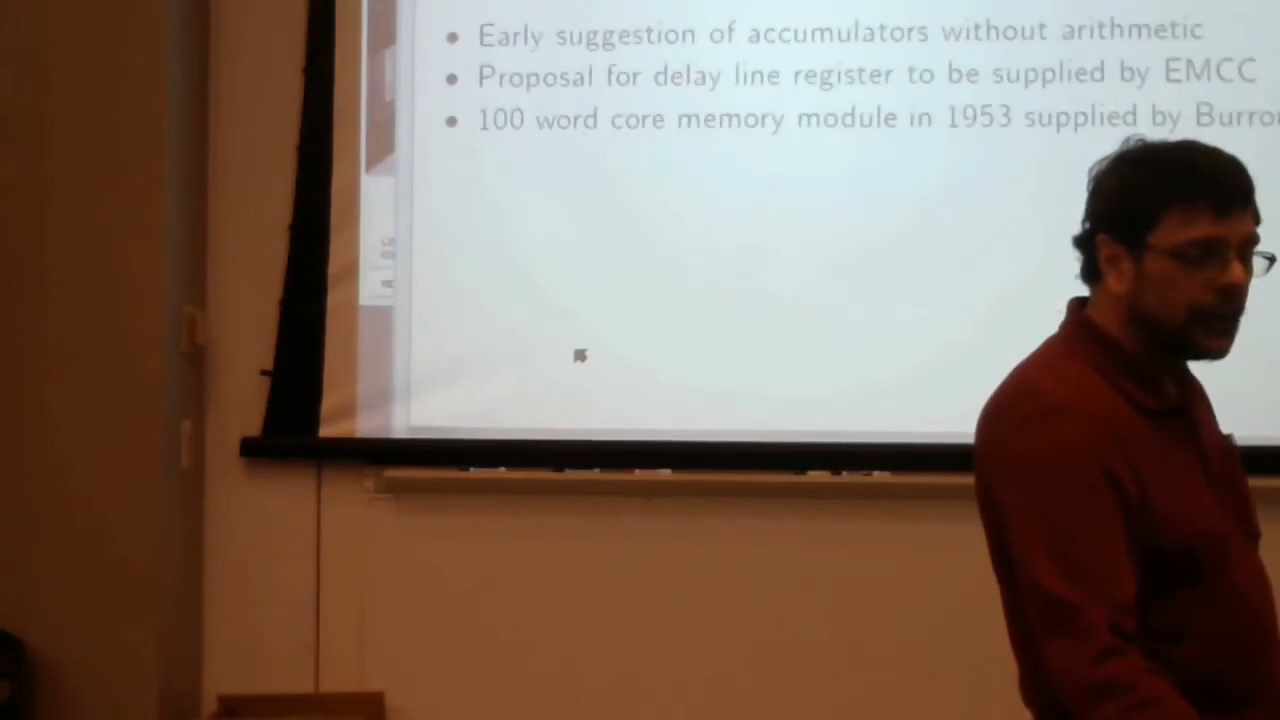 • Early suggestion of accumulators without arithmetic
• Proposal for delay line register to be supplied by EMCC
• 100 word core memory module in 1953 supplied by Burrou